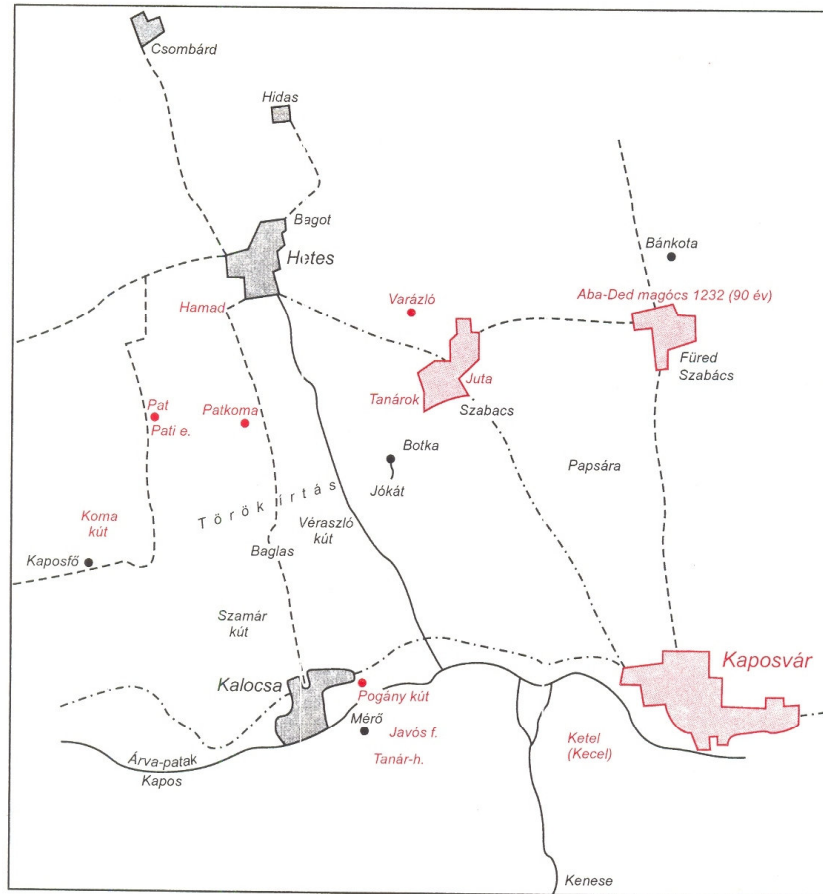 Csombárd
Hidas
Bagot
Hetes
Bánkota
Hamad
Varázló
Aba-Ded magócs 1232 (90 év)
Füred
Szabács
Juta
Tanárok
Szabacs
Pat
Pati e.
Patkoma
Botka
Jókát
Papsára
Török irtás
Koma
kút
Véraszló
kút
Baglas
Kaposfő
Szamár
kút
Kalocsa
Kaposvár
Pogány kút
Mérő
Javós f.
Tanár-h.
Ketel
(Kecel)
Árva-patak
Kapos
Kenese